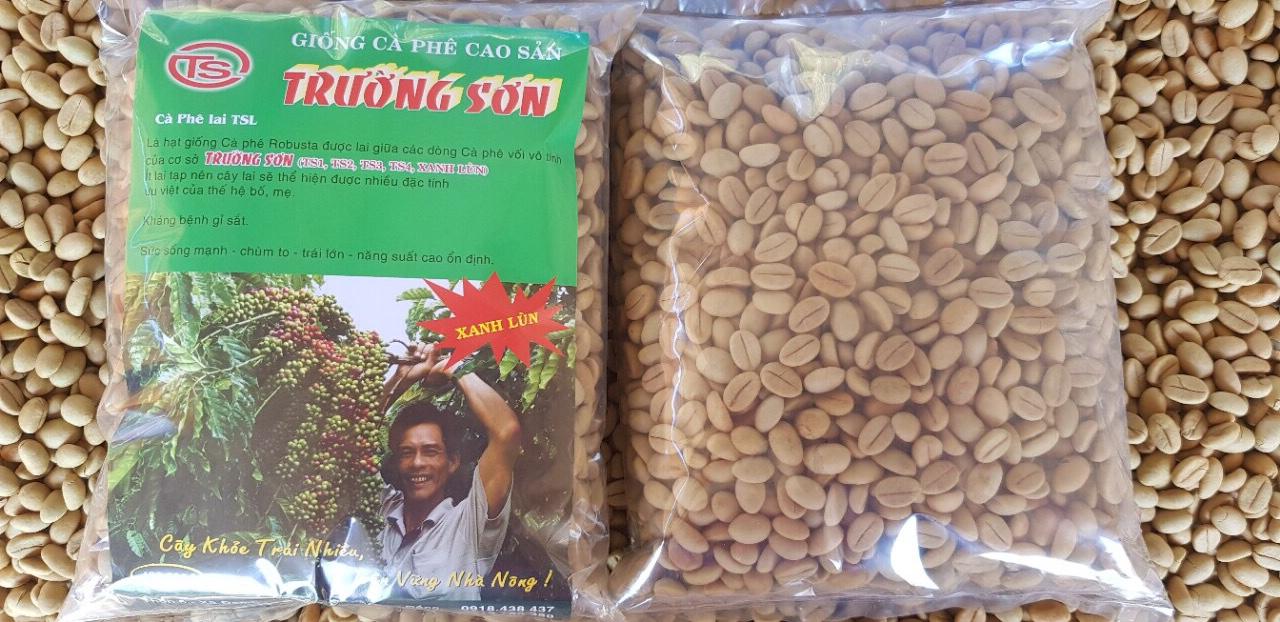 TS
GIỐNG CÀ PHÊ CAO SẢN
TRƯỜNG SƠN
Cà Phê lai TSL
Là hạt giống Cà phê Robusta được lai giữa các dòng Cà phê vối vô tính
của cơ sở TRƯỜNG SƠN (TS1, TS2, TS3, TS4, XANH LÙN)
Ít lai tạp nên cây lai sẽ thể hiện được nhiều đặc tính
ưu việt của thế hệ bố, mẹ.
Kháng bệnh gỉ sắt.
Sức sống mạnh - chùm to - trái lớn - năng suất cao ổn định.
XANH LÙN
Cây Khỏe Trái Nhiều,
Vững Nhà Nông !
0918.438.437